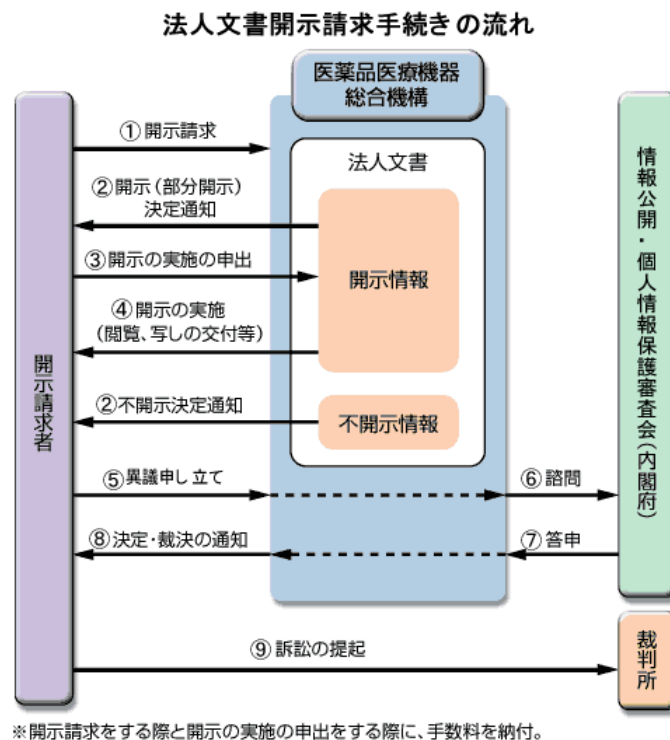 法人文書開示請求手続きの流れ
医薬品医療機器
総合機構
①開示請求
法人文書
②開示(部分開示)
決定通知
③開示の実施の申出
開示情報
④開示の実施
(閲覧、写しの交付等)
②不開示決定通知
不開示情報
⑤異議申し立て
⑥諮問
⑧決定・裁決の通知
⑦答申
⑨訴訟の提起
開示請求者
情報公開・個人情報保護審査会(内閣府)
裁判所
※開示請求をする際と開示の実施の申出をする際に、手数料を納付。